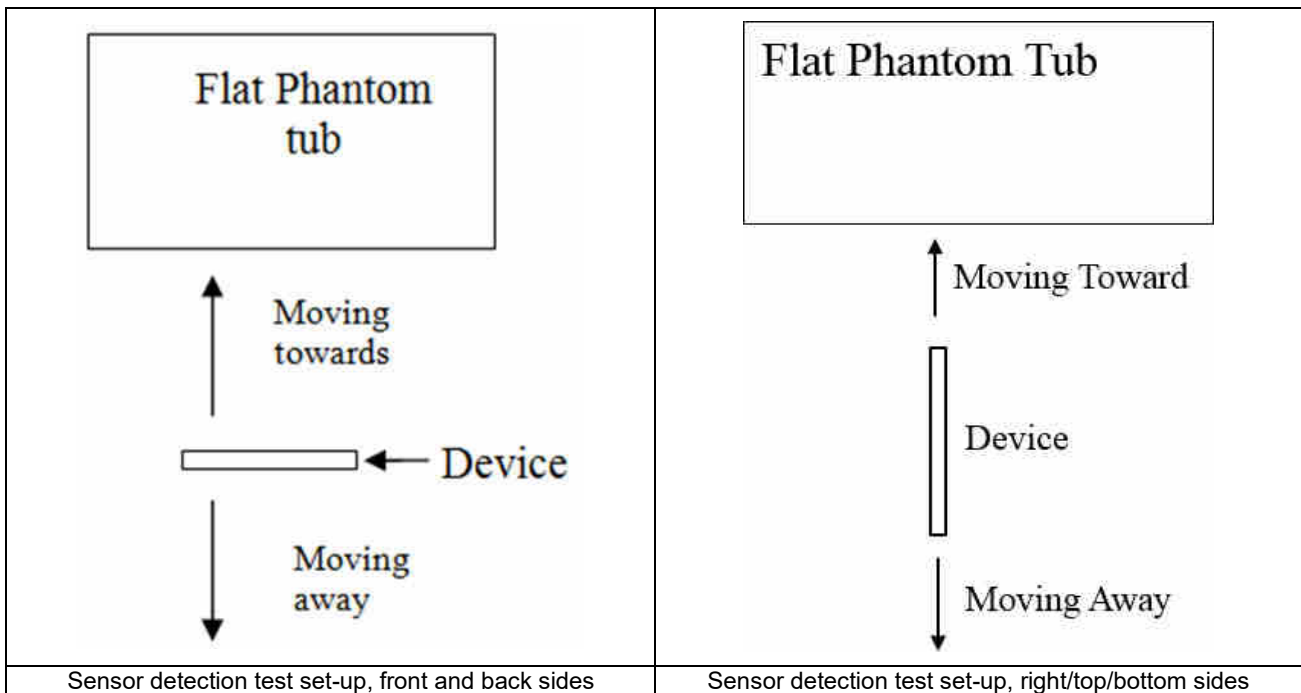 Flat Phantom
tub
Moving
towards
Device
Moving
away
Sensor detection test set-up, front and back sides
Flat Phantom Tub
Moving Toward
Device
Moving Away
Sensor detection test set-up, right/top/bottom sides